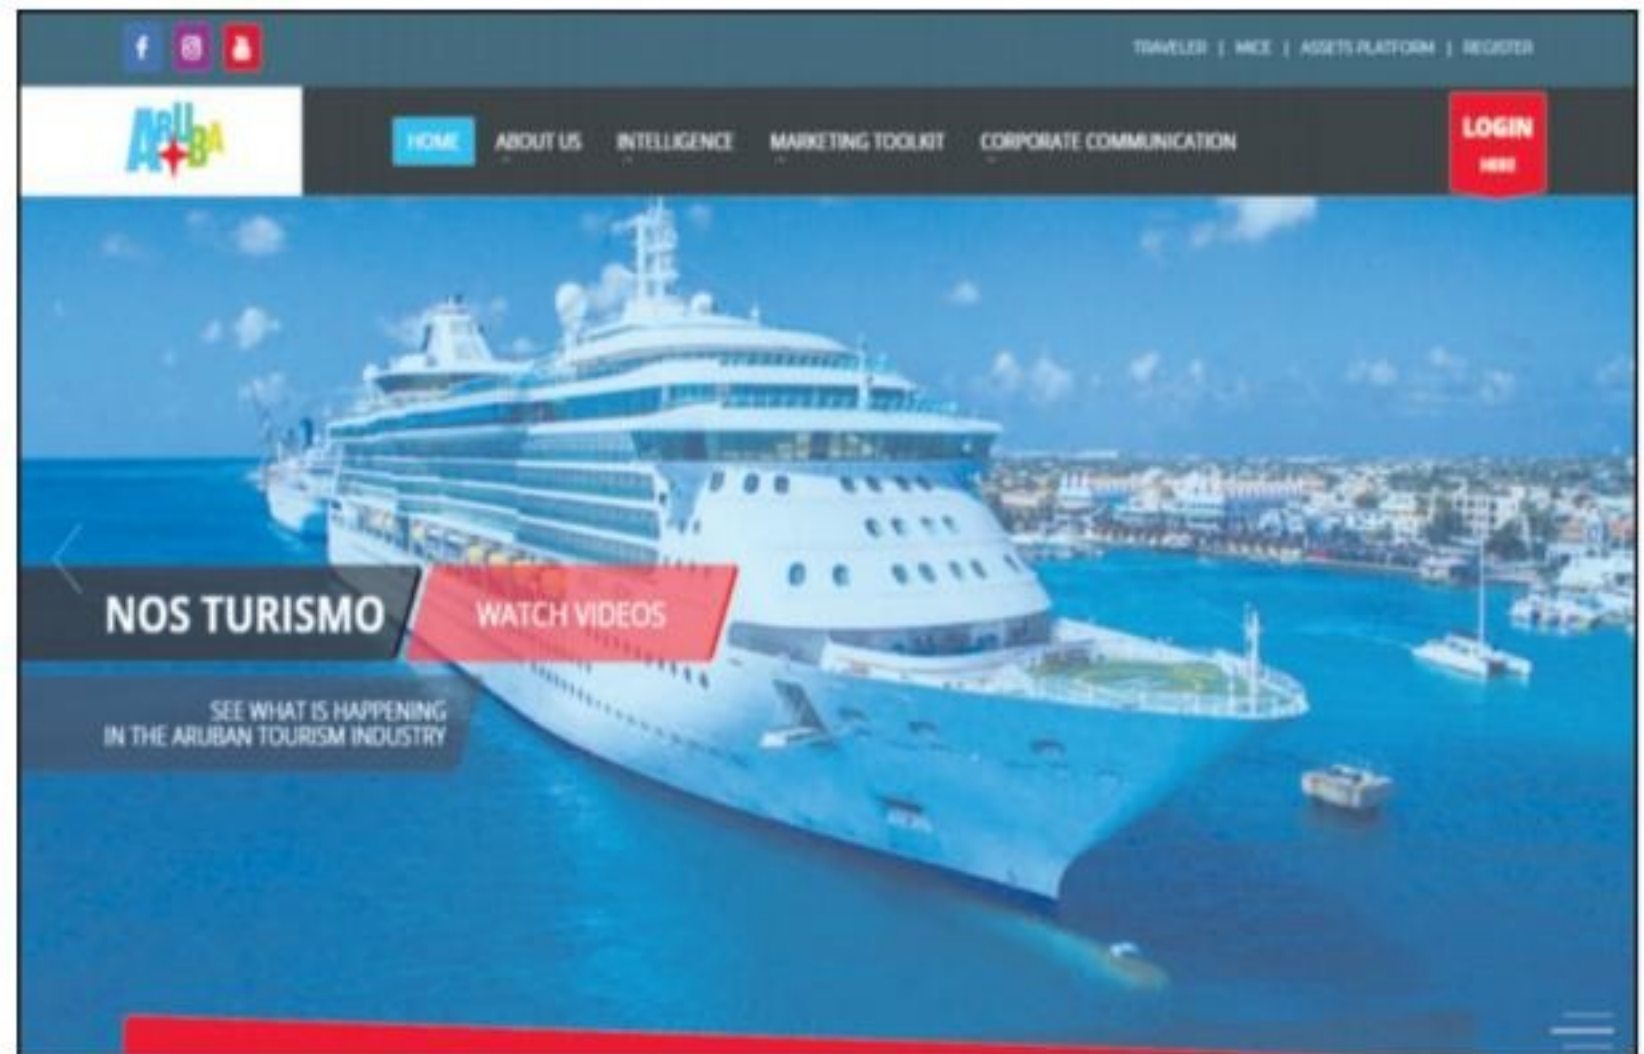 TRAVELER | MICE | ASSETS PLATFORM | REGISTER
ARUBA
HOME ABOUT US INTELLIGENCE MARKETING TOOLKIT CORPORATE COMMUNICATION
LOGIN
HERE
NOS TURISMO WATCH VIDEOS
SEE WHAT IS HAPPENING
IN THE ARUBAN TOURISM INDUSTRY